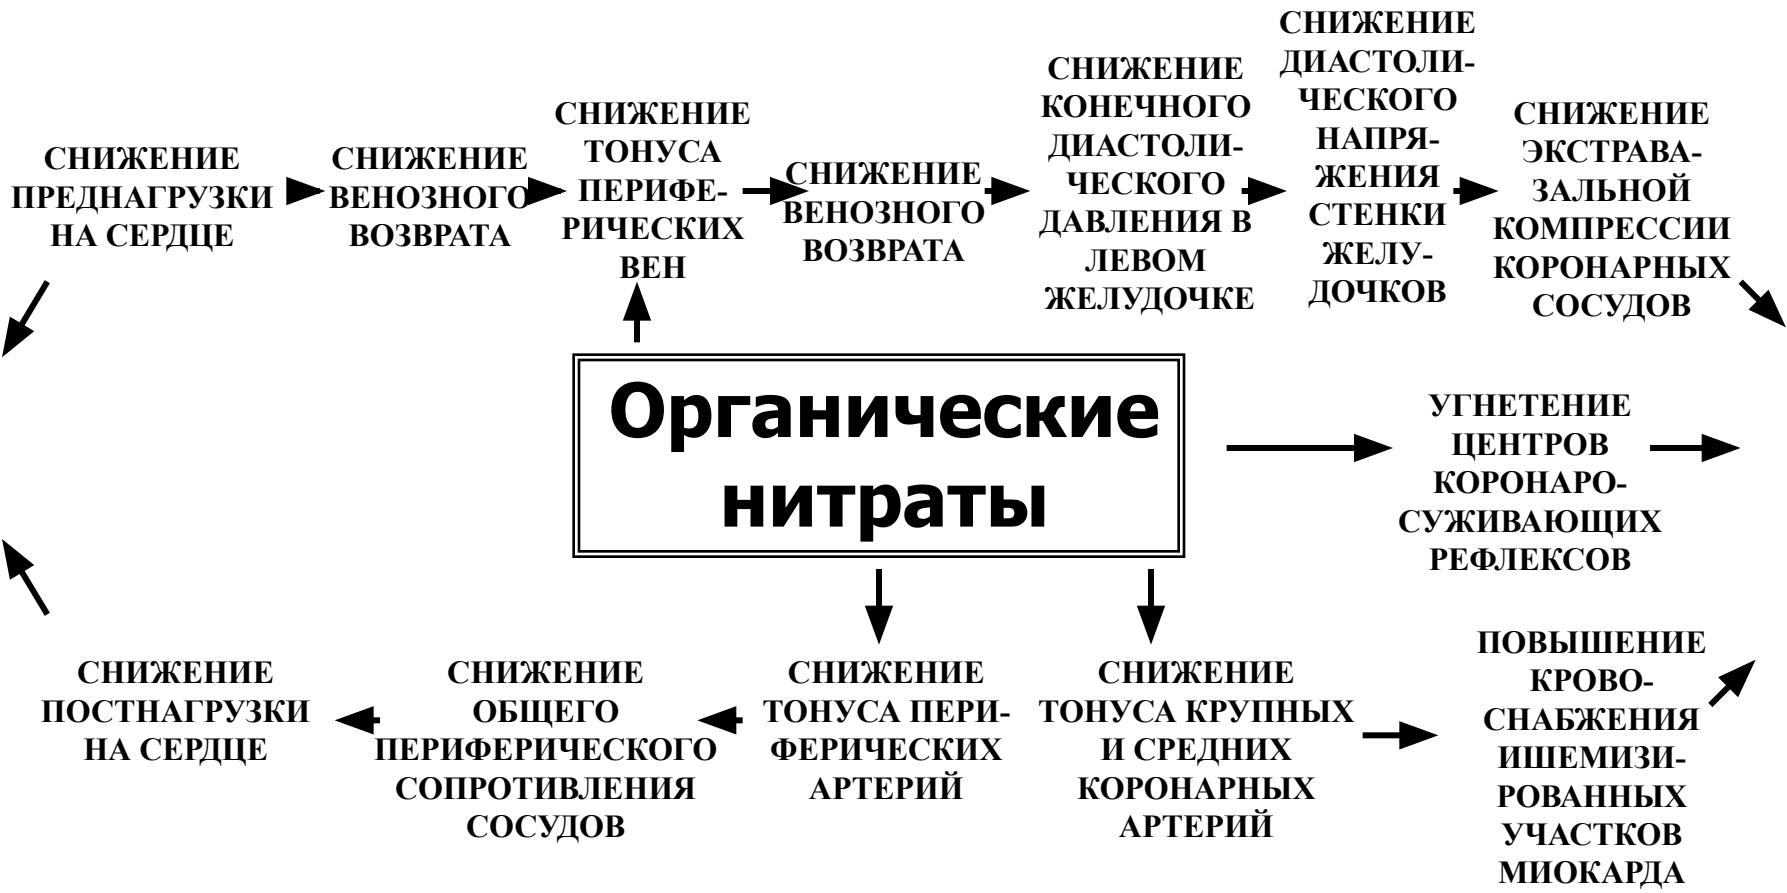 СНИЖЕНИЕ
ПРЕДНАГРУЗКИ
НА СЕРДЦЕ
СНИЖЕНИЕ
ВЕНОЗНОГО
ВОЗВРАТА
СНИЖЕНИЕ
ТОНУСА
ПЕРИФЕ-
РИЧЕСКИХ
ВЕН
СНИЖЕНИЕ
ВЕНОЗНОГО
ВОЗВРАТА
СНИЖЕНИЕ
КОНЕЧНОГО
ДИАСТОЛИ-
ЧЕСКОГО
ДАВЛЕНИЯ В
ЛЕВОМ
ЖЕЛУДОЧКЕ
СНИЖЕНИЕ
ДИАСТОЛИ-
ЧЕСКОГО
НАПРЯ-
ЖЕНИЯ
СТЕНКИ
ЖЕЛУ-
ДОЧКОВ
СНИЖЕНИЕ
ЭКСТРАВА-
ЗАЛЬНОЙ
КОМПРЕССИИ
КОРОНАРНЫХ
СОСУДОВ
Органические
нитраты
УГНЕТЕНИЕ
ЦЕНТРОВ
КОРОНАРО-
СУЖИВАЮЩИХ
РЕФЛЕКСОВ
СНИЖЕНИЕ
ПОСТНАГРУЗКИ
НА СЕРДЦЕ
СНИЖЕНИЕ
ОБЩЕГО
ПЕРИФЕРИЧЕСКОГО
СОПРОТИВЛЕНИЯ
СОСУДОВ
СНИЖЕНИЕ
ТОНУСА ПЕРИ-
ФЕРИЧЕСКИХ
АРТЕРИЙ
СНИЖЕНИЕ
ТОНУСА КРУПНЫХ
И СРЕДНИХ
КОРОНАРНЫХ
АРТЕРИЙ
ПОВЫШЕНИЕ
КРОВО-
СНАБЖЕНИЯ
ИШЕМИЗИ-
РОВАННЫХ
УЧАСТКОВ
МИОКАРДА